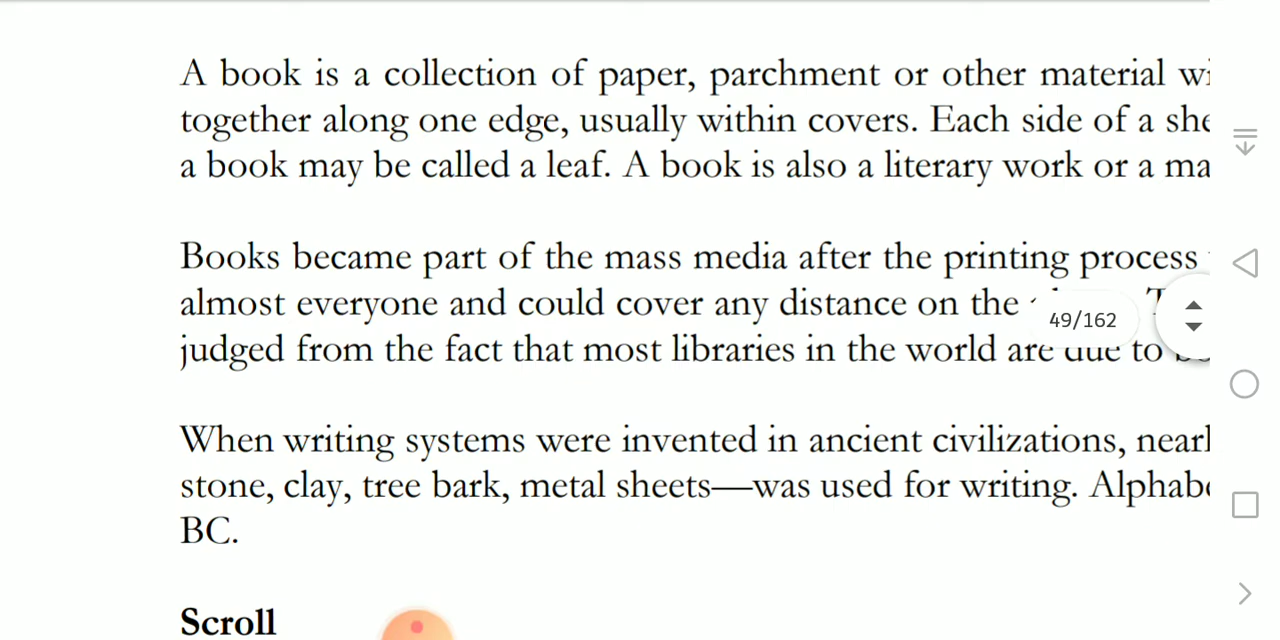 A book is a collection of paper, parchment or other material
together along one edge, usually within covers. Each side of a
a book may be called a leaf. A book is also a literary work or a
Books became part of the mass media after the printing process
almost everyone and could cover any distance on the
49/162
judged from the fact that most libraries in the world are due to
When writing systems were invented in ancient civilizations,
stone, clay, tree bark, metal sheets—was used for writing.
BC.
Scroll